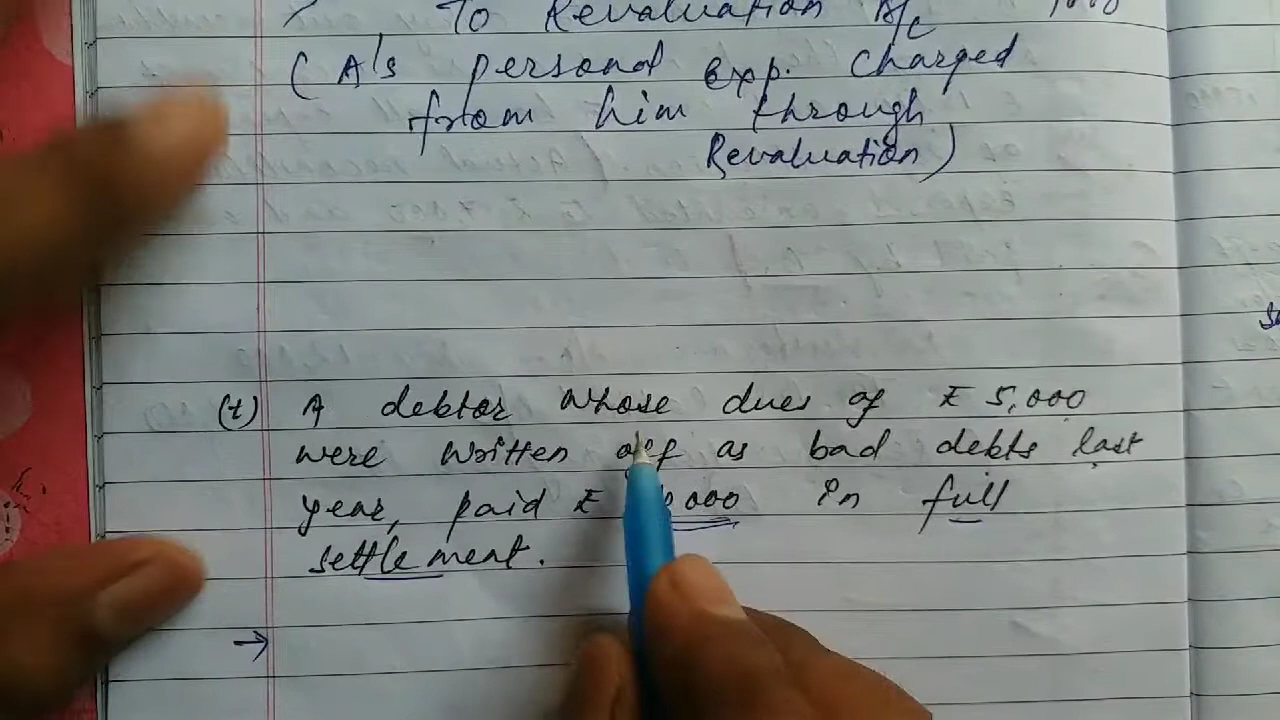 To Revaluation A/c
(A's personal Exp. charged
from him through
Revaluation)
(t) A debtor whose dues of ₹ 5,000
were written off as bad debts last
year, paid ₹ 000 in full
settlement.
→